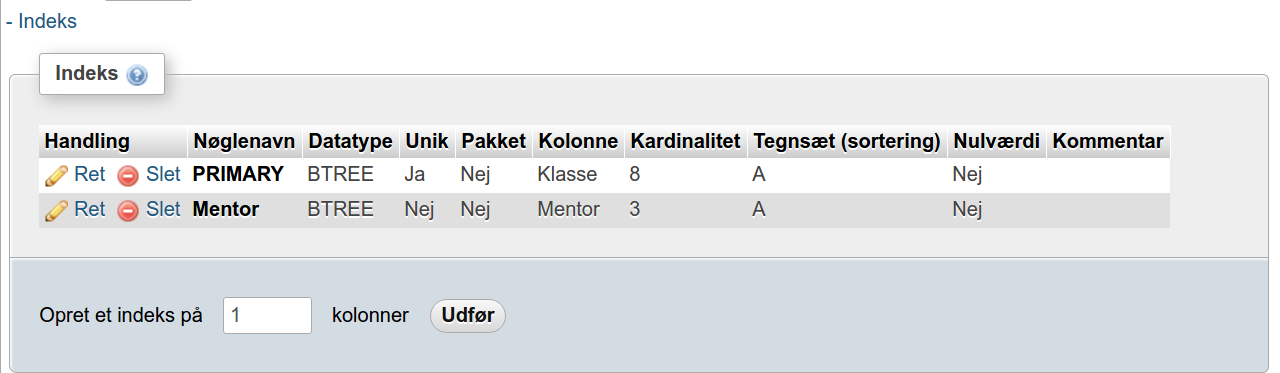 - Indeks
Indeks
Handling Nøglenavn Datatype Unik Pakket Kolonne Kardinalitet Tegnsæt (sortering) Nulværdi Kommentar
Ret Slet PRIMARY BTREE Ja Nej Klasse 8 A Nej
Ret Slet Mentor BTREE Nej Nej Mentor 3 A Nej
Opret et indeks på 1 kolonner Udfør